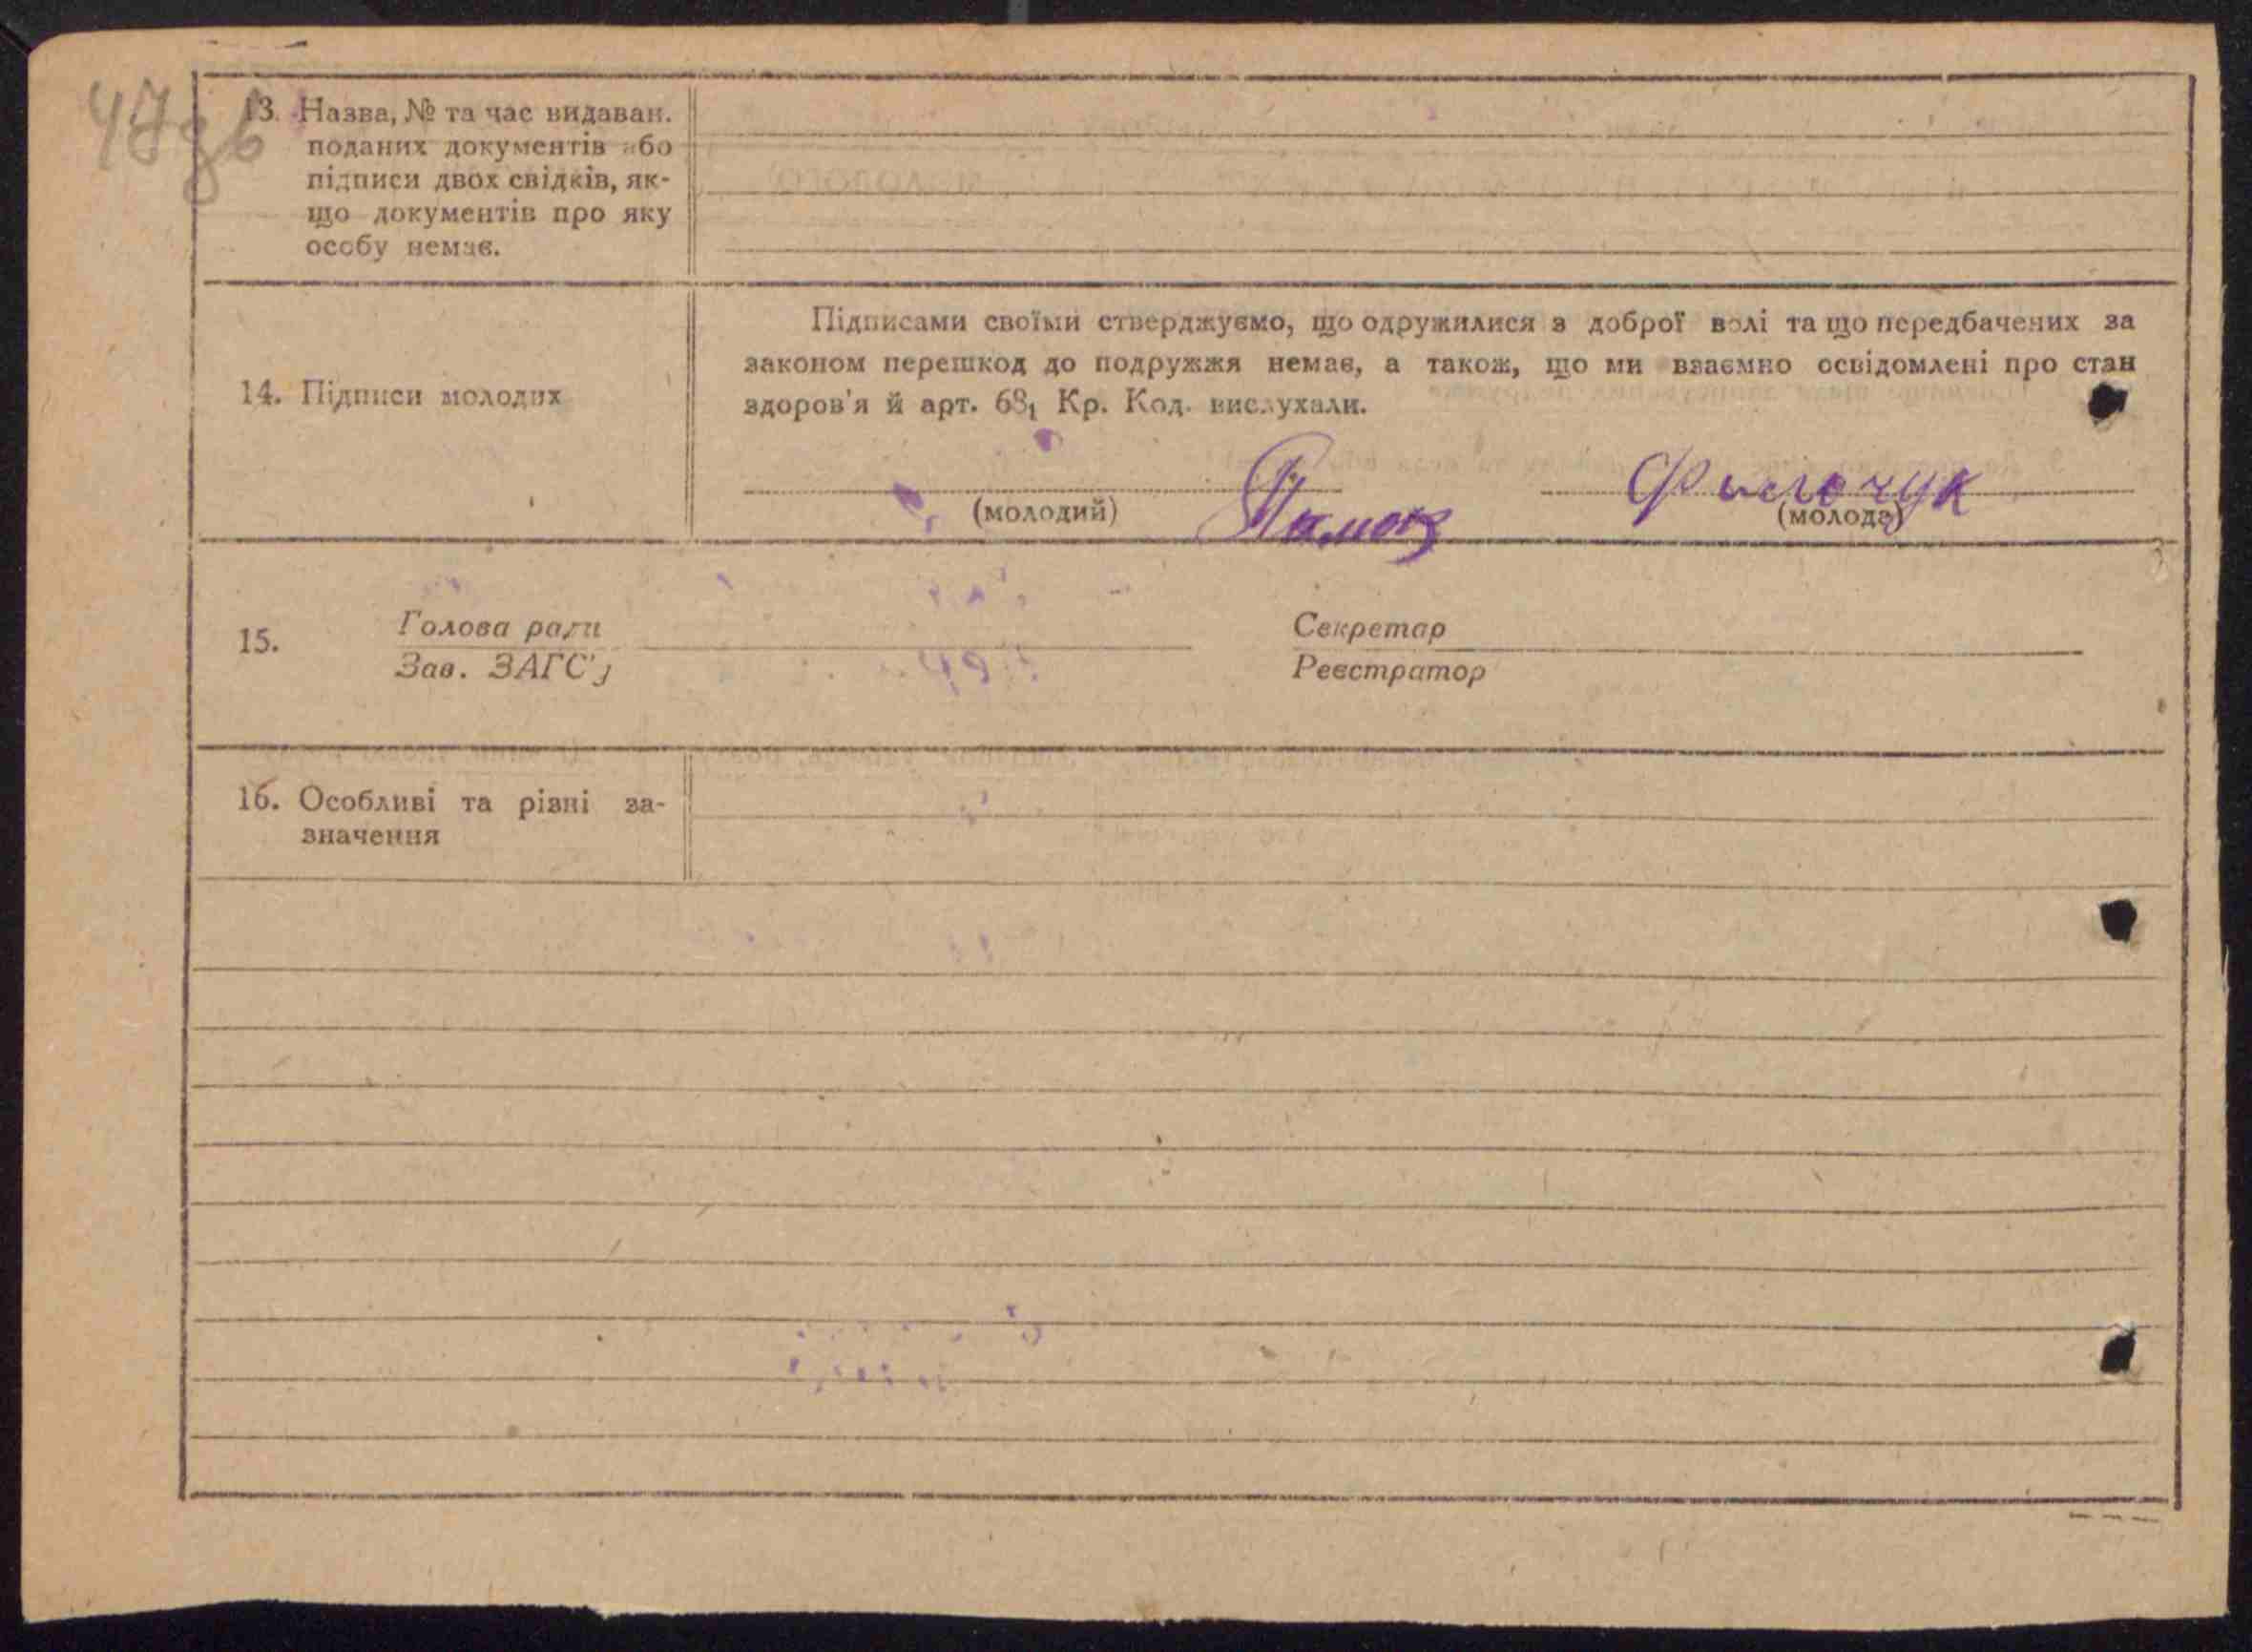 47зв
13. Назва, № та час видаван.
поданих документів або
підписи двох свідків, як-
що документів про яку
особу немає.
14. Підписи молодих
Підписами своїми стверджуємо, що одружилися з доброї волі та що передбачених за
законом перешкод до подружжя немає, а також, що ми взаємно освідомлені про стан
здоров'я й арт. 68₁ Кр. Код. вислухали.
(молодий)
(молода)
15. Голова ради
Зав. ЗАГС'у
Секретар
Реєстратор
16. Особливі та різні за-
значення